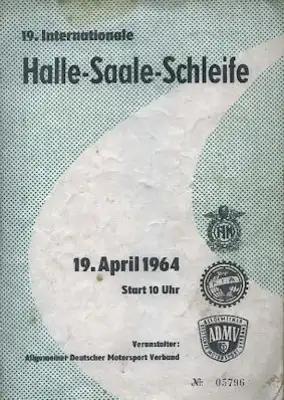 19. Internationale
Halle-Saale-Schleife
19. April 1964
Start 10 Uhr
Veranstalter:
Allgemeiner Deutscher Motorsport Verband
ADMV
№ 05796